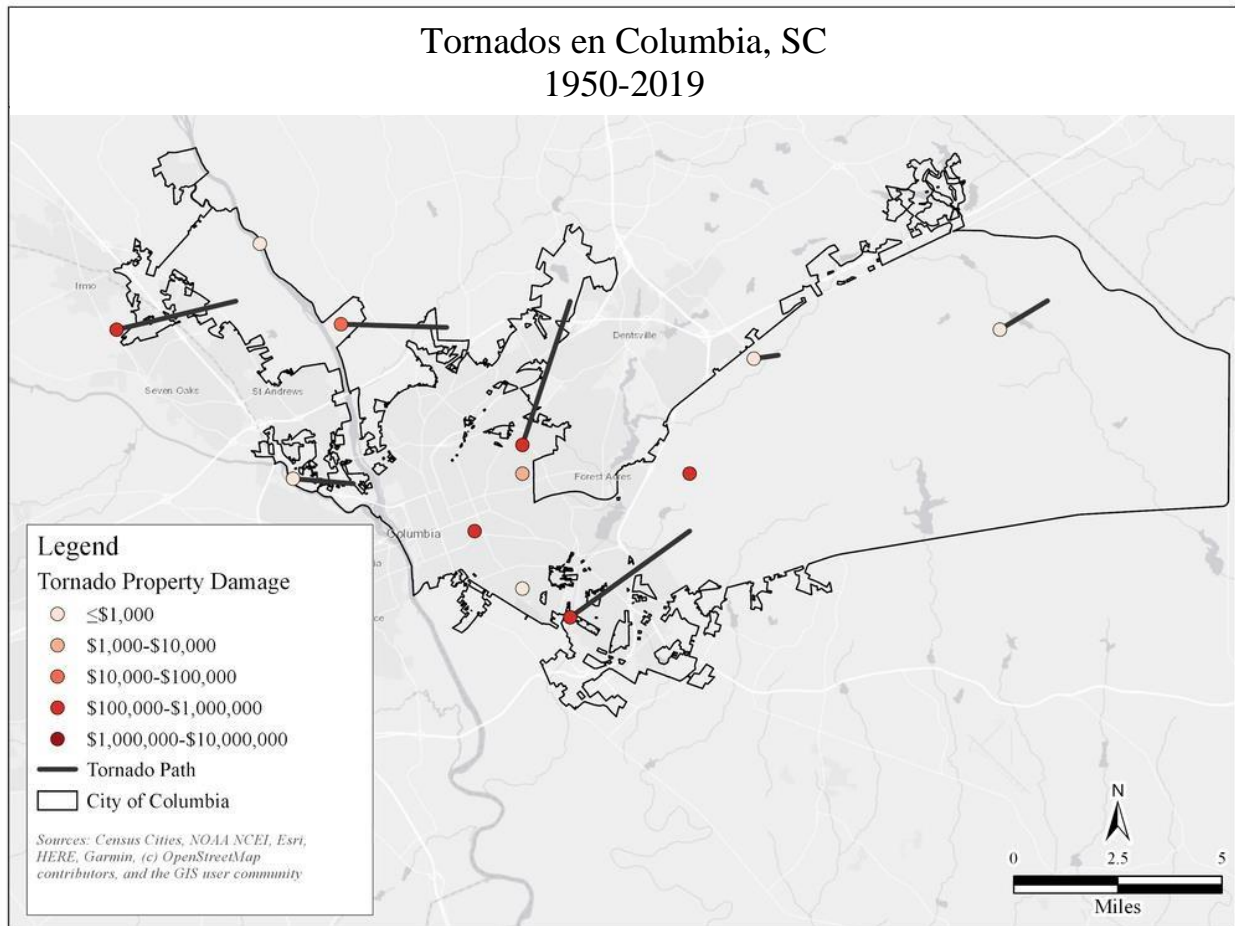 Tornados en Columbia, SC
1950-2019
Irmo
Seven Oaks
St Andrews
Dentsville
Forest Acres
Columbia
Legend
Tornado Property Damage
≤$1,000
$1,000-$10,000
$10,000-$100,000
$100,000-$1,000,000
$1,000,000-$10,000,000
Tornado Path
City of Columbia
Sources: Census Cities, NOAA NCEI, Esri,
HERE, Garmin, (c) OpenStreetMap
contributors, and the GIS user community
N
0 2.5 5
Miles